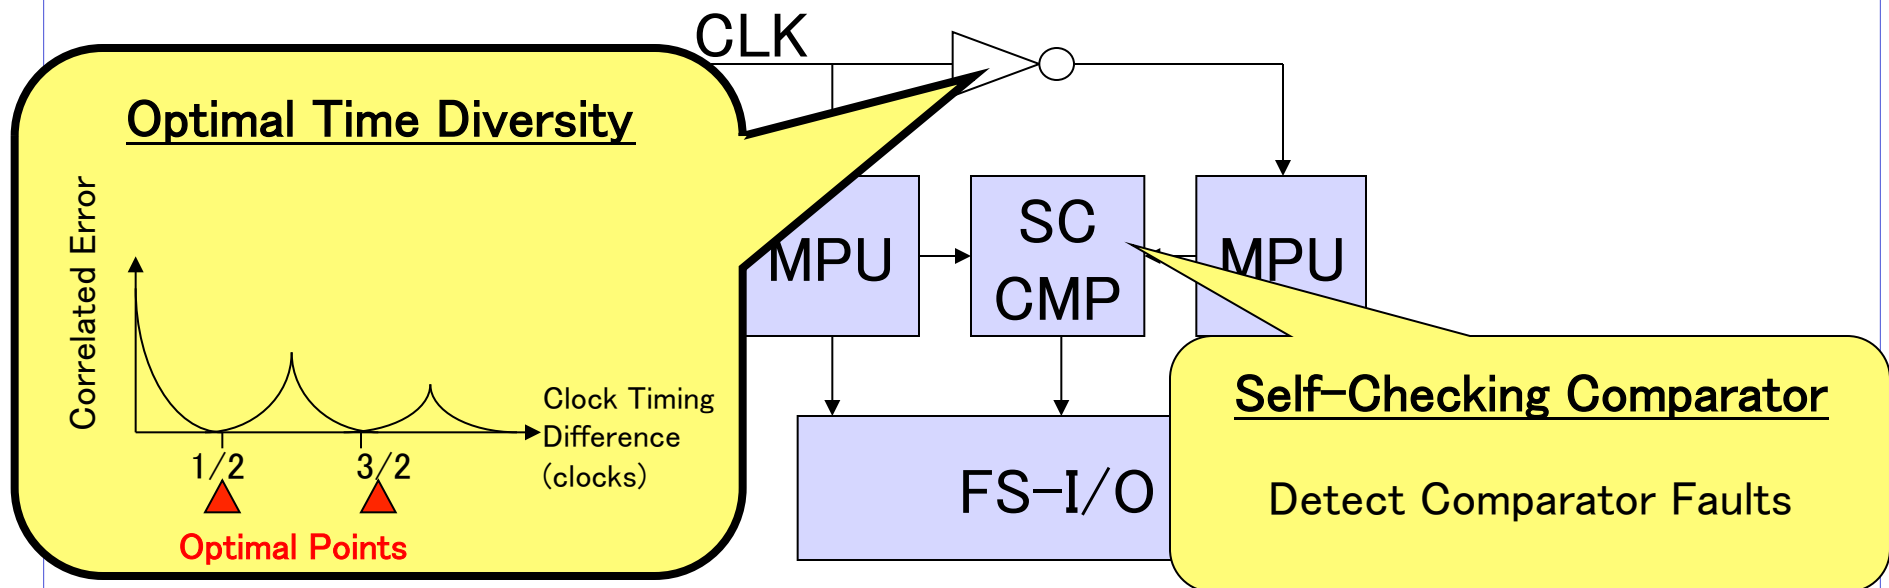 CLK
Optimal Time Diversity
Correlated Error
Clock Timing
Difference
(clocks)
1/2
3/2
Optimal Points
MPU
SC
CMP
MPU
FS-I/O
Self-Checking Comparator
Detect Comparator Faults